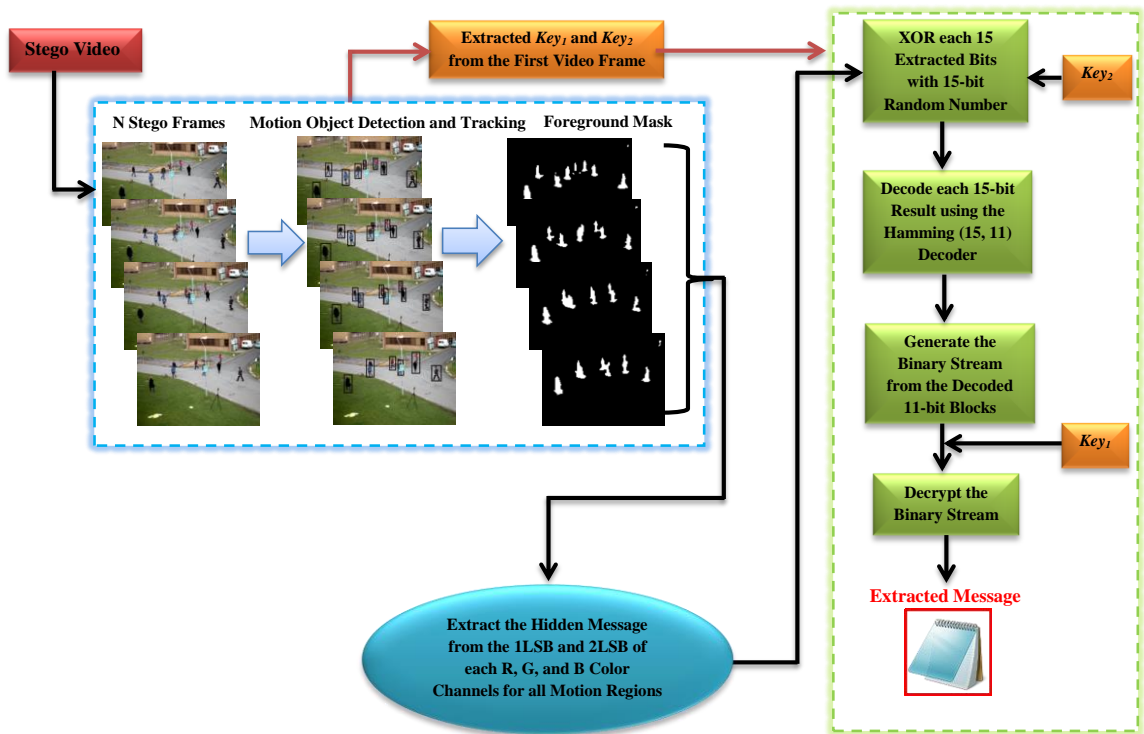 Stego Video
Extracted Key1 and Key2
from the First Video Frame
N Stego Frames
Motion Object Detection and Tracking
Foreground Mask
XOR each 15
Extracted Bits
with 15-bit
Random Number
Key2
Decode each 15-bit
Result using the
Hamming (15, 11)
Decoder
Generate the
Binary Stream
from the Decoded
11-bit Blocks
Key1
Decrypt the
Binary Stream
Extracted Message
Extract the Hidden Message
from the 1LSB and 2LSB of
each R, G, and B Color
Channels for all Motion Regions